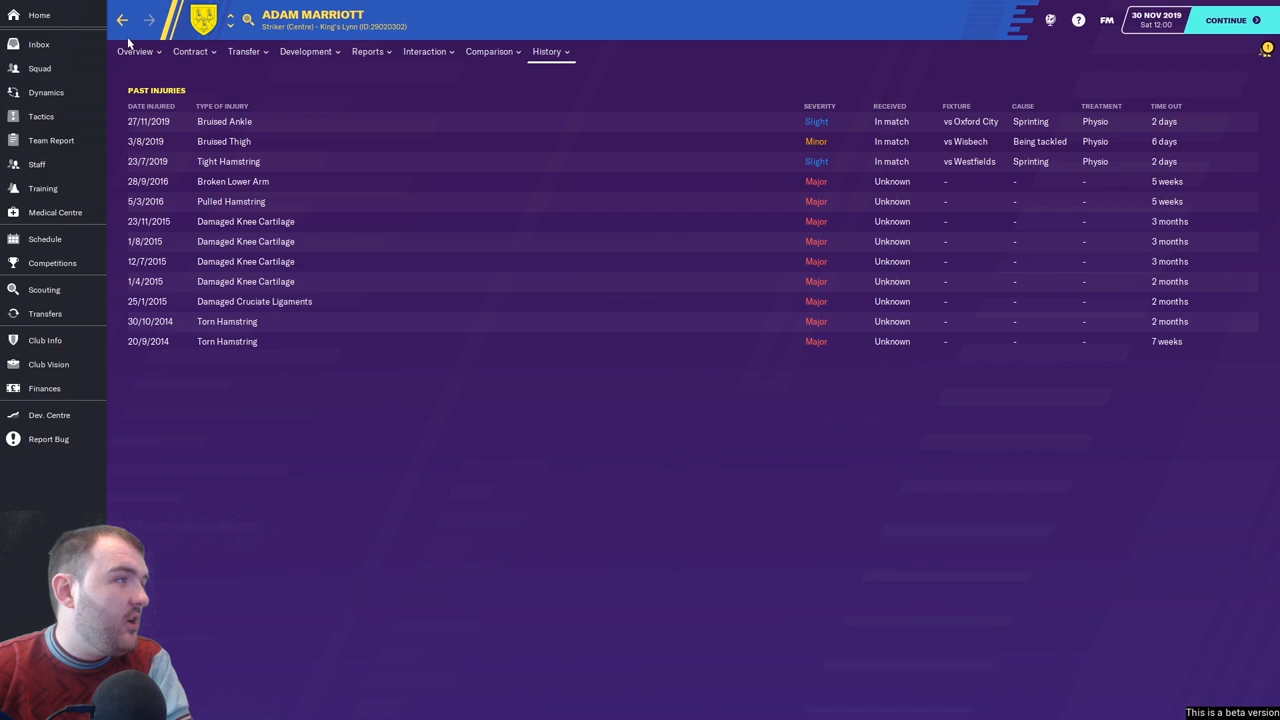 ADAM MARRIOTT
Striker (Centre) - King's Lynn (ID:29020302)
FM
30 NOV 2019
Sat 12:00
CONTINUE
Home
Inbox
Squad
Dynamics
Tactics
Team Report
Staff
Training
Medical Centre
Schedule
Competitions
Scouting
Transfers
Club Info
Club Vision
Finances
Dev. Centre
Report Bug
Overview Contract Transfer Development Reports Interaction Comparison History
PAST INJURIES
DATE INJURED TYPE OF INJURY SEVERITY RECEIVED FIXTURE CAUSE TREATMENT TIME OUT
27/11/2019 Bruised Ankle Slight In match vs Oxford City Sprinting Physio 2 days
3/8/2019 Bruised Thigh Minor In match vs Wisbech Being tackled Physio 6 days
23/7/2019 Tight Hamstring Slight In match vs Westfields Sprinting Physio 2 days
28/9/2016 Broken Lower Arm Major Unknown - - - 5 weeks
5/3/2016 Pulled Hamstring Major Unknown - - - 5 weeks
23/11/2015 Damaged Knee Cartilage Major Unknown - - - 3 months
1/8/2015 Damaged Knee Cartilage Major Unknown - - - 3 months
12/7/2015 Damaged Knee Cartilage Major Unknown - - - 3 months
1/4/2015 Damaged Knee Cartilage Major Unknown - - - 2 months
25/1/2015 Damaged Cruciate Ligaments Major Unknown - - - 2 months
30/10/2014 Torn Hamstring Major Unknown - - - 2 months
20/9/2014 Torn Hamstring Major Unknown - - - 7 weeks
This is a beta version